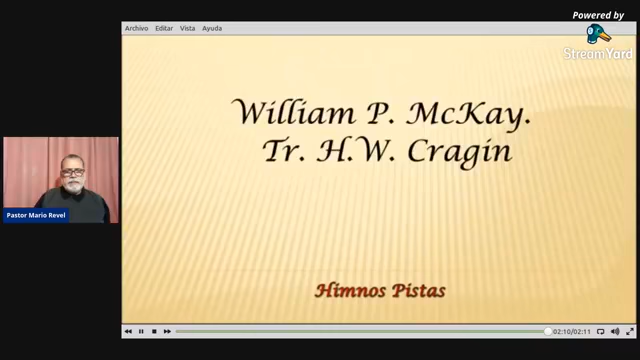 Powered by
StreamYard
Archivo Editar Vista Ayuda
William P. McKay.
Tr. H.W. Cragin
Pastor Mario Revel
Himnos Pistas
02:10/02:11